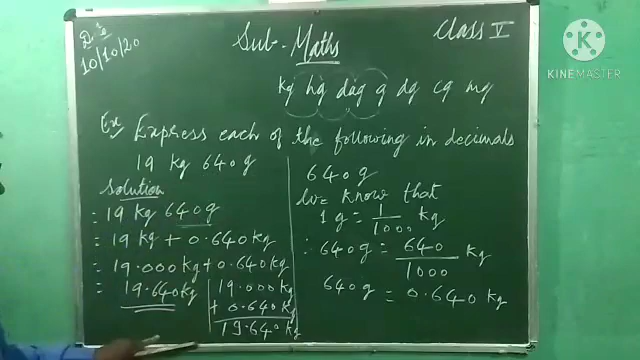 Date
10/10/20
Sub- Maths
Class V
K
KINEMASTER
kg hg dag g dg cg mg
Ex Express each of the following in decimals
19 kg 640 g
Solution
= 19 kg 640g
= 19 kg + 0.640 kg
= 19.000 kg + 0.640 kg
= 19.640 kg
19.000 kg
+ 0.640 kg
19.640 kg
640 g
We know that
1 g = 1/1000 kg
∴ 640 g = 640/1000 kg
640 g = 0.640 kg